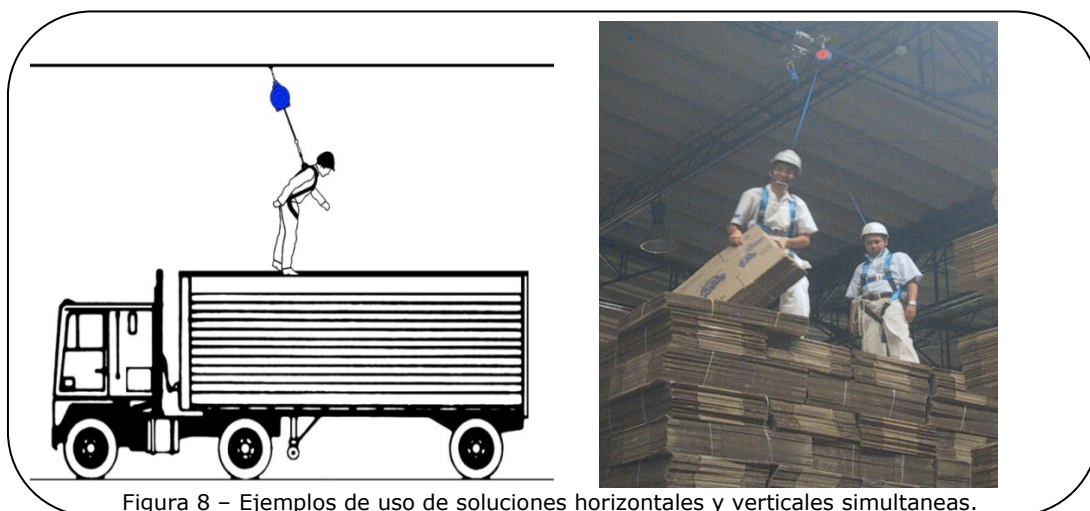 Figura 8 – Ejemplos de uso de soluciones horizontales y verticales simultaneas.